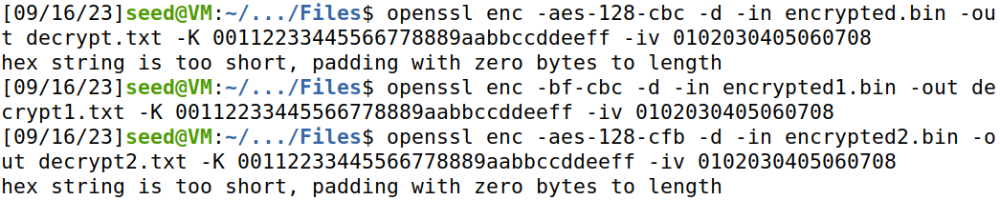 [09/16/23]seed@VM:~/.../Files$ openssl enc -aes-128-cbc -d -in encrypted.bin -ou
t decrypt.txt -K 00112233445566778889aabbccddeeff -iv 0102030405060708
hex string is too short, padding with zero bytes to length
[09/16/23]seed@VM:~/.../Files$ openssl enc -bf-cbc -d -in encrypted1.bin -out de
crypt1.txt -K 00112233445566778889aabbccddeeff -iv 0102030405060708
[09/16/23]seed@VM:~/.../Files$ openssl enc -aes-128-cfb -d -in encrypted2.bin -o
ut decrypt2.txt -K 00112233445566778889aabbccddeeff -iv 0102030405060708
hex string is too short, padding with zero bytes to length